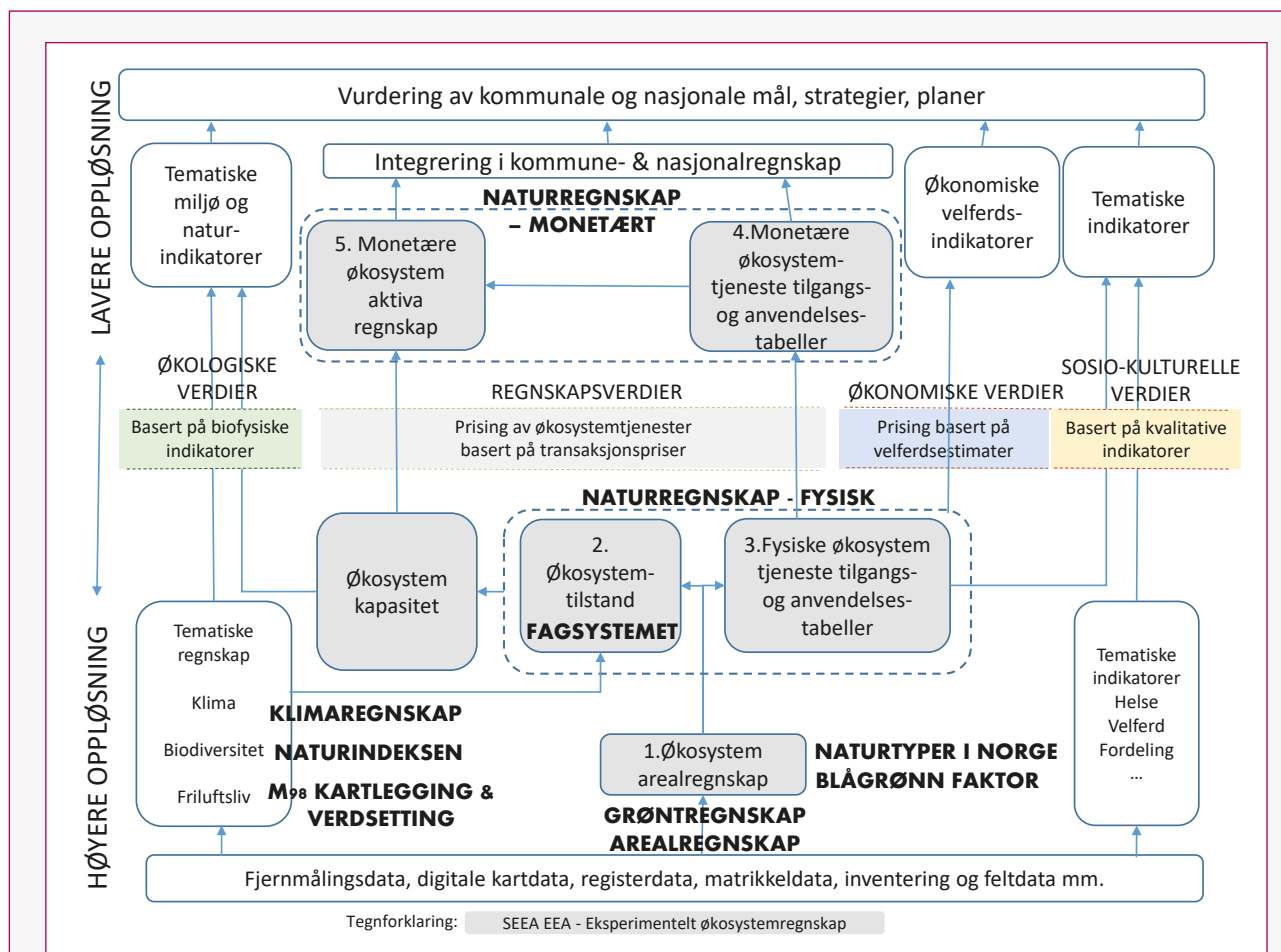 LAVERE OPPLØSNING
HØYERE OPPLØSNING
Vurdering av kommunale og nasjonale mål, strategier, planer
Tematiske
miljø og
natur-
indikatorer
Integrering i kommune- & nasjonalregnskap
Økonomiske
velferds-
indikatorer
Tematiske
indikatorer
NATURREGNSKAP
– MONETÆRT
5. Monetære
økosystem
aktiva
regnskap
4.Monetære
økosystem-
tjeneste tilgangs-
og anvendelses-
tabeller
ØKOLOGISKE
VERDIER
REGNSKAPSVERDIER
ØKONOMISKE VERDIER
SOSIO-KULTURELLE
VERDIER
Basert på biofysiske
indikatorer
Prising av økosystemtjenester
basert på transaksjonspriser
Prising basert på
velferdsestimater
Basert på kvalitative
indikatorer
NATURREGNSKAP - FYSISK
Økosystem
kapasitet
2.
Økosystem-
tilstand
FAGSYSTEMET
3.Fysiske økosystem
tjeneste tilgangs-
og anvendelses-
tabeller
Tematiske
regnskap
Klima
Biodiversitet
Friluftsliv
KLIMAREGNSKAP
NATURINDEKSEN
M98 KARTLEGGING &
VERDSETTING
1.Økosystem
arealregnskap
NATURTYPER I NORGE
BLÅGRØNN FAKTOR
GRØNTREGNSKAP
AREALREGNSKAP
Tematiske
indikatorer
Helse
Velferd
Fordeling
...
Fjernmålingsdata, digitale kartdata, registerdata, matrikkeldata, inventering og feltdata mm.
Tegnforklaring: SEEA EEA - Eksperimentelt økosystemregnskap